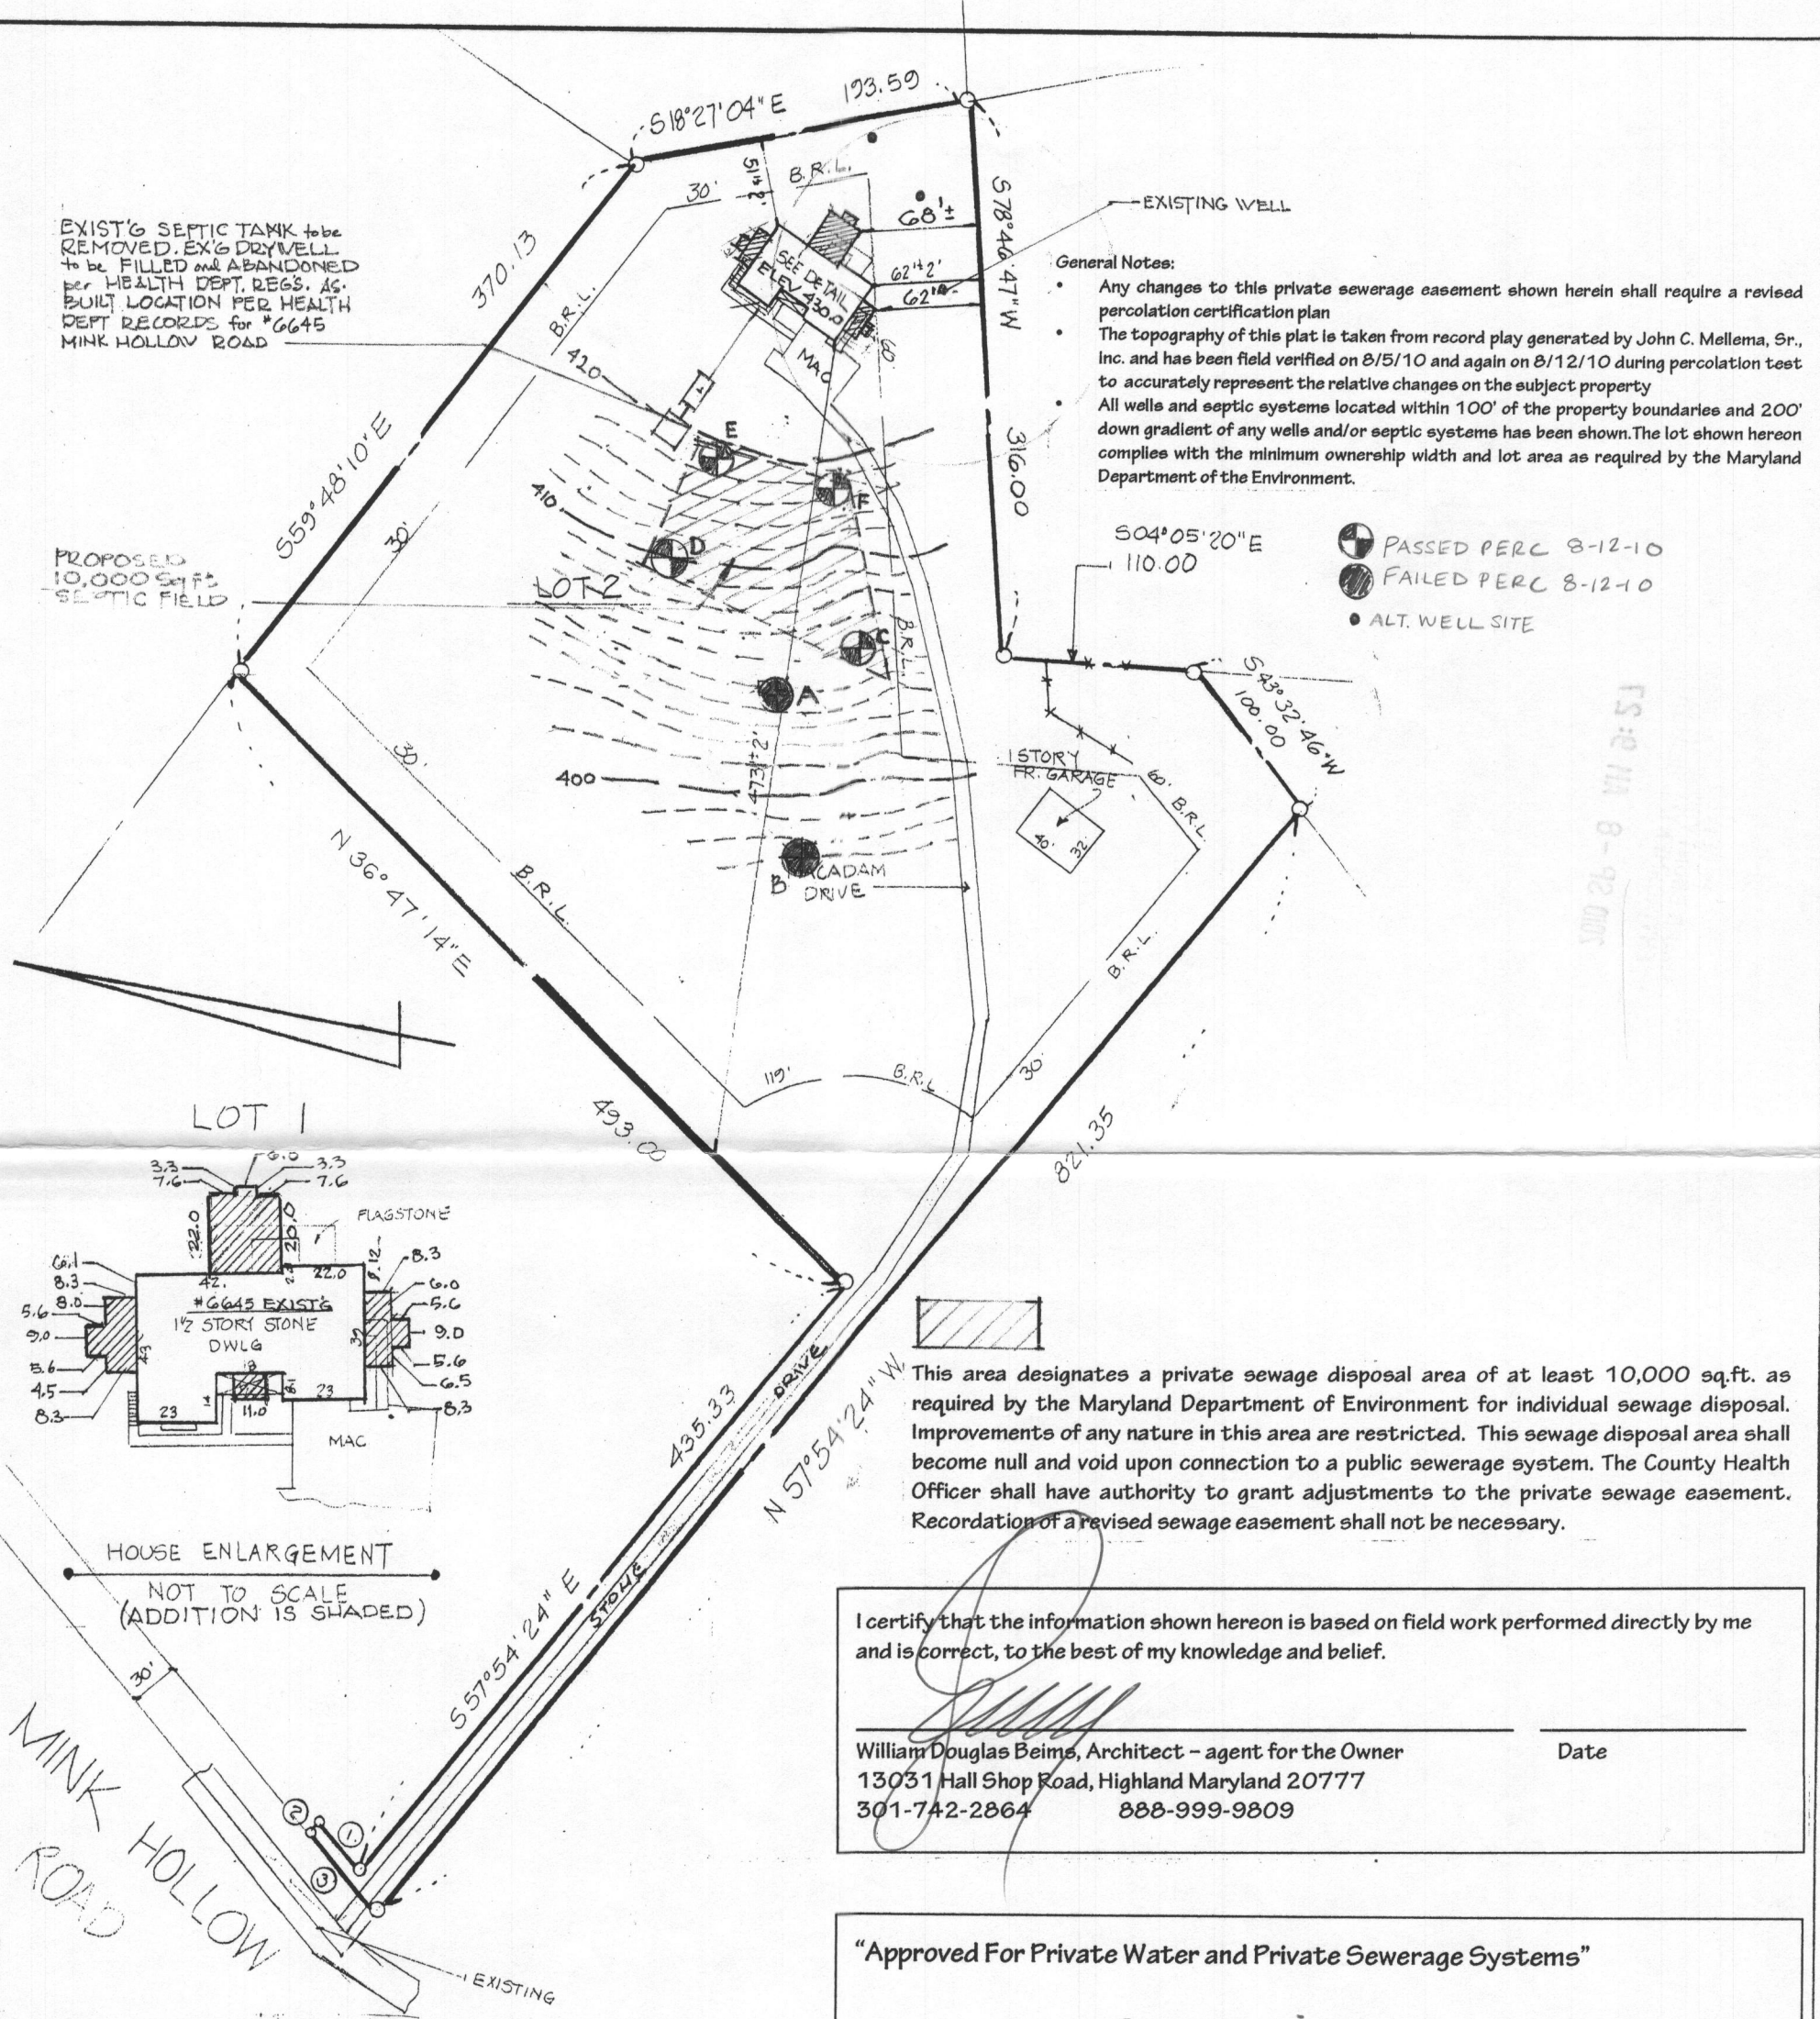 S18°27'04"E 193.59
370.13
S59°48'10"E
S78°46'47"W
316.00
30'
B.R.L.
51'±2'
B.R.L.
68'±
62'±2'
SEE DETAIL
ELEV 430.0
MAC
60'
EXISTING WELL
EXIST'G SEPTIC TANK to be
REMOVED. EX'G DRYWELL
to be FILLED and ABANDONED
per HEALTH DEPT. REGS. AS-
BUILT LOCATION PER HEALTH
DEPT RECORDS for #6645
MINK HOLLOW ROAD
General Notes:
• Any changes to this private sewerage easement shown herein shall require a revised
percolation certification plan
• The topography of this plat is taken from record play generated by John C. Mellema, Sr.,
Inc. and has been field verified on 8/5/10 and again on 8/12/10 during percolation test
to accurately represent the relative changes on the subject property
• All wells and septic systems located within 100' of the property boundaries and 200'
down gradient of any wells and/or septic systems has been shown.The lot shown hereon
complies with the minimum ownership width and lot area as required by the Maryland
Department of the Environment.
S04°05'20"E
110.00
PASSED PERC 8-12-10
FAILED PERC 8-12-10
ALT. WELL SITE
420
E
F
410
D
30'
PROPOSED
10,000 Sq Ft
SEPTIC FIELD
LOT 2
B.R.L.
C
A
S43°32'46"W
100.00
30'
400
473'±2'
1 STORY
FR. GARAGE
40'
32'
60'
B.R.L.
B
MACADAM
DRIVE
N 36°47'14"E
B.R.L.
B.R.L.
119'
B.R.L.
30'
493.00
821.35
LOT 1
3.3
6.0
3.3
7.6
7.6
22.0
20.0
FLAGSTONE
6.1
8.3
8.0
5.6
9.0
5.6
4.5
8.3
42.
22.0
8.3
6.0
5.6
9.0
5.6
6.5
8.3
#6645 EXIST'G
1½ STORY STONE
DWLG
43
39
23
11.0
23
MAC
HOUSE ENLARGEMENT
NOT TO SCALE
(ADDITION IS SHADED)
435.33
S57°54'24" E
STONE DRIVE
N 57°54'24" W
This area designates a private sewage disposal area of at least 10,000 sq.ft. as
required by the Maryland Department of Environment for individual sewage disposal.
Improvements of any nature in this area are restricted. This sewage disposal area shall
become null and void upon connection to a public sewerage system. The County Health
Officer shall have authority to grant adjustments to the private sewage easement.
Recordation of a revised sewage easement shall not be necessary.
I certify that the information shown hereon is based on field work performed directly by me
and is correct, to the best of my knowledge and belief.
William Douglas Beims, Architect – agent for the Owner Date
13031 Hall Shop Road, Highland Maryland 20777
301-742-2864 888-999-9809
30'
MINK HOLLOW
ROAD
2
1
3
EXISTING
"Approved For Private Water and Private Sewerage Systems"